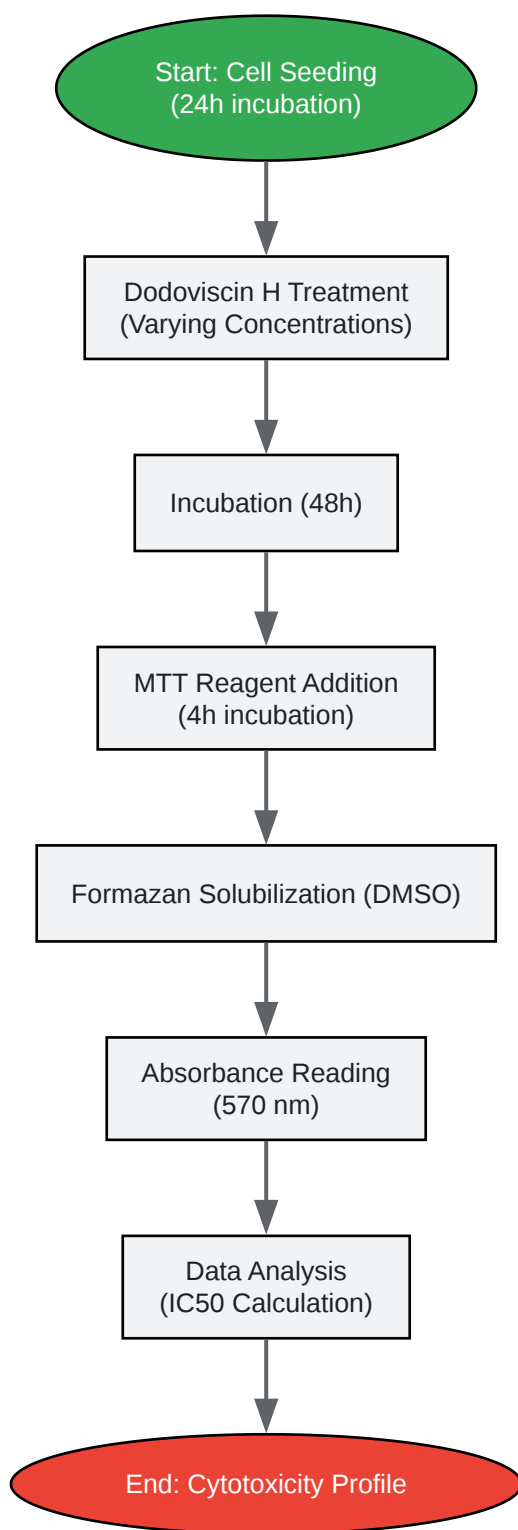 Start: Cell Seeding
(24h incubation)
Dodoviscin H Treatment
(Varying Concentrations)
Incubation (48h)
MTT Reagent Addition
(4h incubation)
Formazan Solubilization (DMSO)
Absorbance Reading
(570 nm)
Data Analysis
(IC50 Calculation)
End: Cytotoxicity Profile